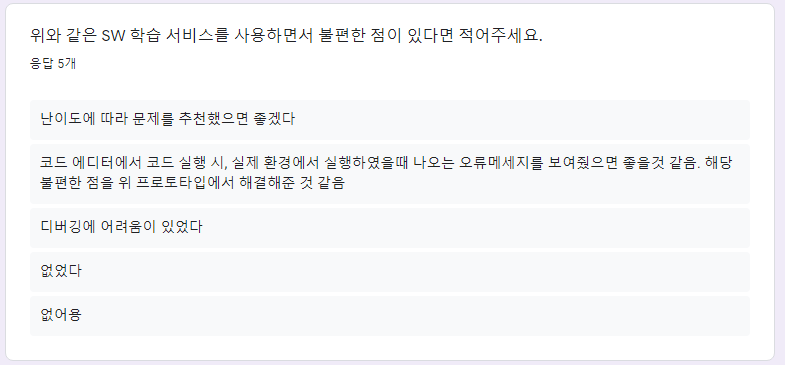 위와 같은 SW 학습 서비스를 사용하면서 불편한 점이 있다면 적어주세요.
응답 5개
난이도에 따라 문제를 추천했으면 좋겠다
코드 에디터에서 코드 실행 시, 실제 환경에서 실행하였을때 나오는 오류메세지를 보여줬으면 좋을것 같음. 해당
불편한 점을 위 프로토타입에서 해결해준 것 같음
디버깅에 어려움이 있었다
없었다
없어용